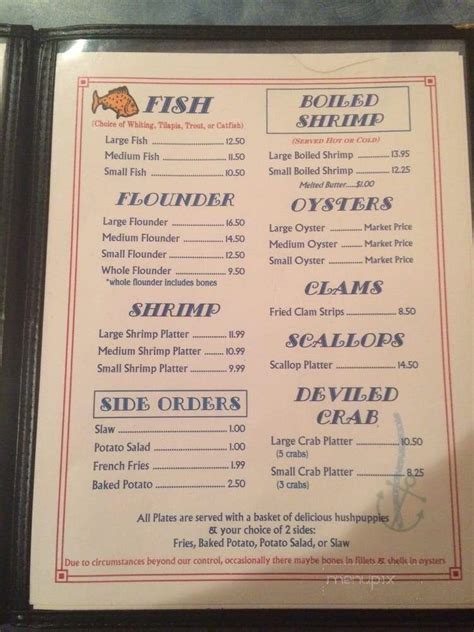 FISH
(Choice of Whiting, Tilapia, Trout, or Catfish)
Large Fish 12.50
Medium Fish 11.50
Small Fish 10.50
FLOUNDER
Large Flounder 16.50
Medium Flounder 14.50
Small Flounder 12.50
Whole Flounder 9.50
*whole flounder includes bones
SHRIMP
Large Shrimp Platter 11.99
Medium Shrimp Platter 10.99
Small Shrimp Platter 9.99
SIDE ORDERS
Slaw 1.00
Potato Salad 1.00
French Fries 1.99
Baked Potato 2.50
BOILED
SHRIMP
(SERVED HOT OR COLD)
Large Boiled Shrimp 13.95
Small Boiled Shrimp 12.25
Melted Butter.....$1.00
OYSTERS
Large Oyster Market Price
Medium Oyster Market Price
Small Oyster Market Price
CLAMS
Fried Clam Strips 8.50
SCALLOPS
Scallop Platter 14.50
DEVILED
CRAB
Large Crab Platter 10.50
(5 crabs)
Small Crab Platter 8.25
(3 crabs)
All Plates are served with a basket of delicious hushpuppies
& your choice of 2 sides:
Fries, Baked Potato, Potato Salad, or Slaw
Due to circumstances beyond our control, occasionally there maybe bones in fillets & shells in oysters
menupix